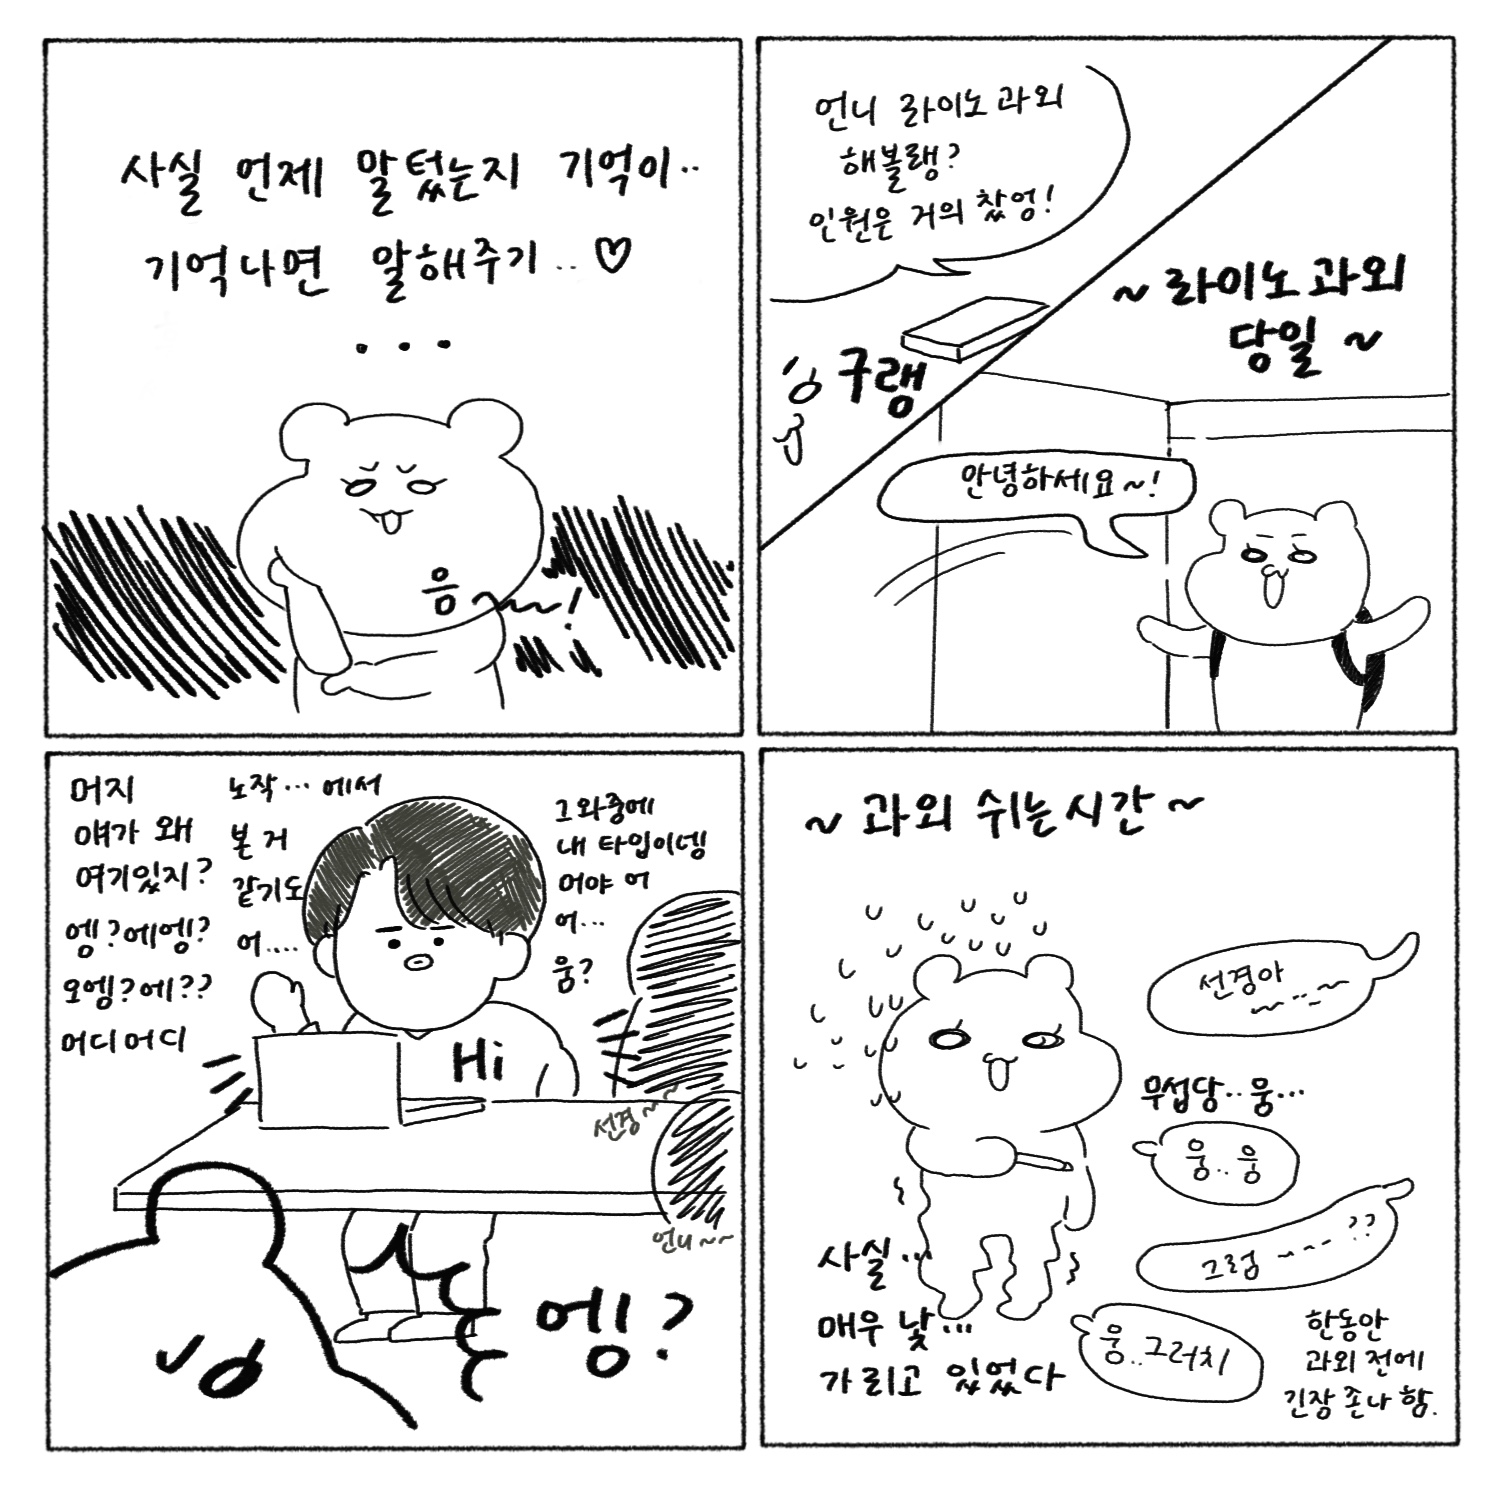 사실 언제 말텄는지 기억이..
기억나면 말해주기...♡
...
음~~~!
언니 라이노 과외
해볼랭?
인원은 거의 찼엉!
구랭
~라이노 과외
당일~
안녕하세요~!
머지
얘가 왜
여기있지?
엥?에엥?
오엥?에??
머디머디
노작... 에서
본 거
같기도
어....
그와중에
내 타입이넹
머야 어
어...
웅?
Hi
선경~~
언니~~
엥?
~과외 쉬는시간~
선경아
무섭당..웅...
웅..웅
그럼 ~~~??
웅..그러치
사실...
매우 낯...
가리고 있었다
한동안
과외 전에
긴장 존나 함.